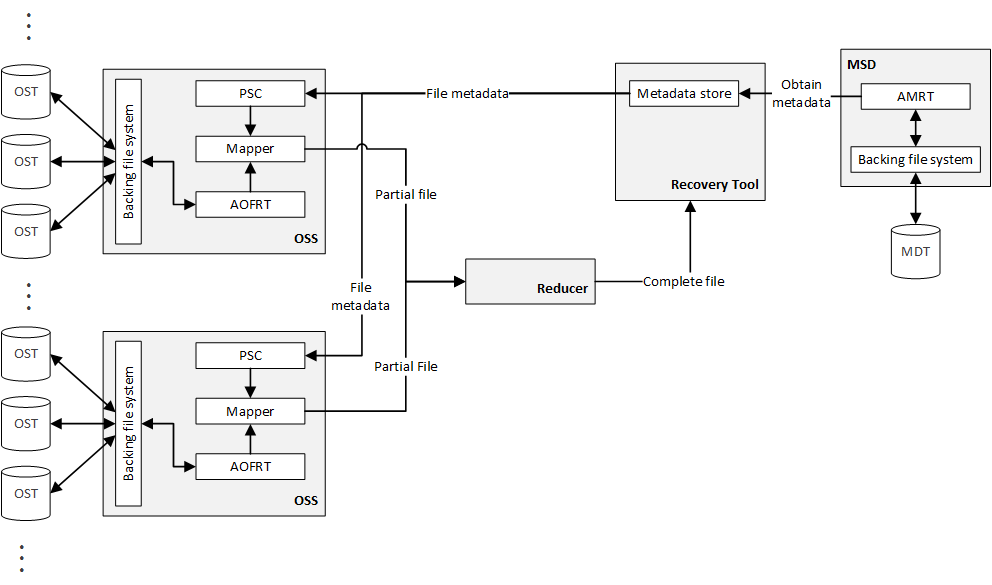 OST
OST
OST
Backing file system
PSC
Mapper
AOFRT
OSS
File metadata
Partial file
File
metadata
Metadata store
Recovery Tool
Obtain
metadata
MSD
AMRT
Backing file system
MDT
Reducer
Complete file
OST
OST
OST
Backing file system
PSC
Mapper
AOFRT
OSS
Partial File